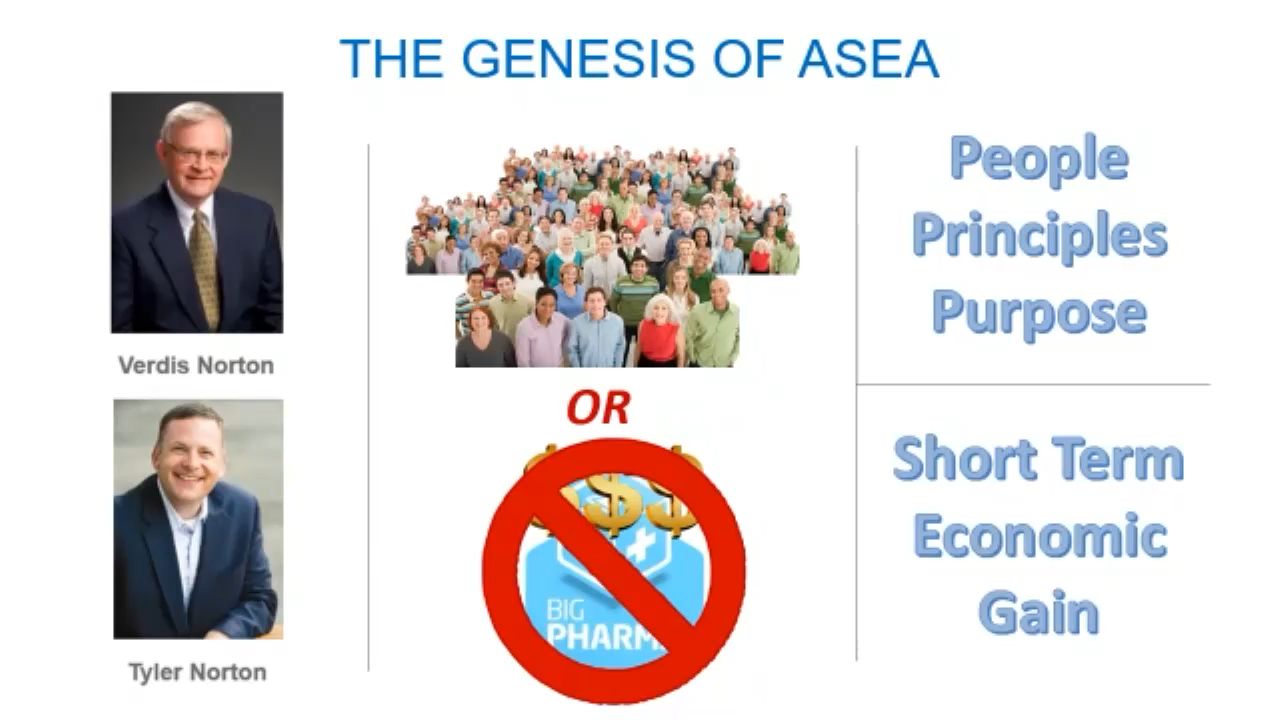 THE GENESIS OF ASEA
Verdis Norton
Tyler Norton
OR
$$$
BIG
PHARM
People
Principles
Purpose
Short Term
Economic
Gain